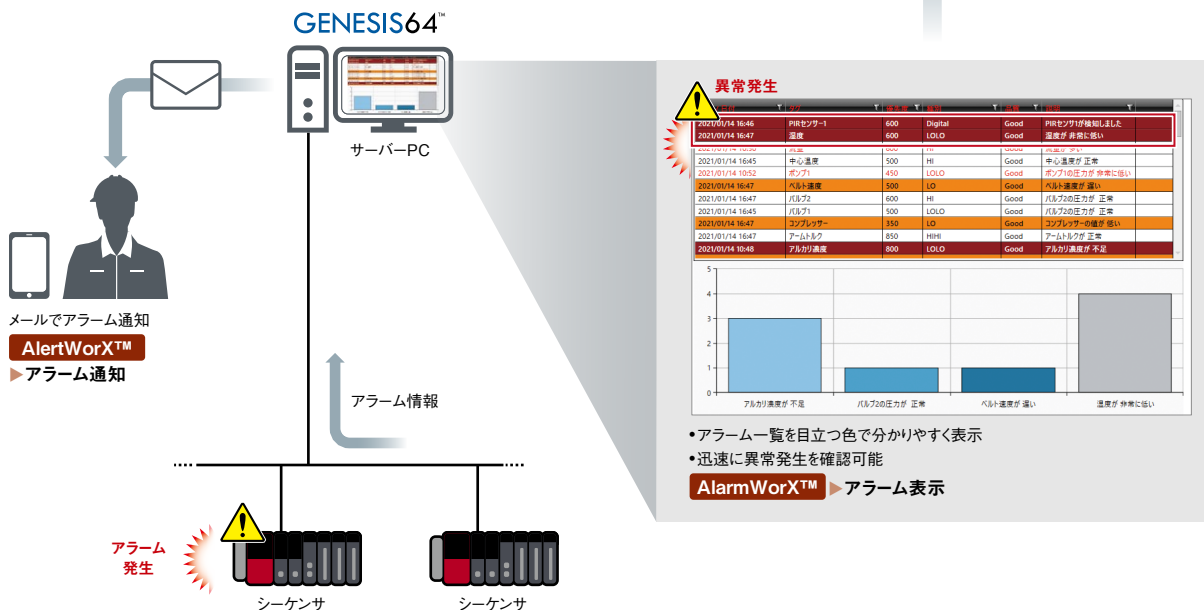 GENESIS64™
サーバーPC
メールでアラーム通知
AlertWorX™
▶アラーム通知
アラーム情報
アラーム
発生
シーケンサ
シーケンサ
異常発生
タグ
2021/01/14 16:46 PIRセンサー1 600 Digital Good PIRセンサ1が検知しました
2021/01/14 16:47 温度 600 LOLO Good 温度が 非常に低い
2021/01/14 16:45 中心温度 500 HI Good 中心温度が 正常
2021/01/14 10:52 ポンプ1 450 LOLO Good ポンプ1の圧力が 非常に低い
2021/01/14 16:47 ベルト速度 500 LO Good ベルト速度が 遅い
2021/01/14 16:47 バルブ2 600 HI Good バルブ2の圧力が 正常
2021/01/14 16:45 バルブ1 500 LOLO Good バルブ2の圧力が 正常
2021/01/14 16:47 コンプレッサー 350 LO Good コンプレッサーの値が 低い
2021/01/14 16:47 アームトルク 850 HIHI Good アームトルクが 正常
2021/01/14 10:48 アルカリ濃度 800 LOLO Good アルカリ濃度が 不足
5
4
3
2
1
0
アルカリ濃度が 不足 バルブ2の圧力が 正常 ベルト速度が 遅い 温度が 非常に低い
•アラーム一覧を目立つ色で分かりやすく表示
•迅速に異常発生を確認可能
AlarmWorX™ ▶アラーム表示